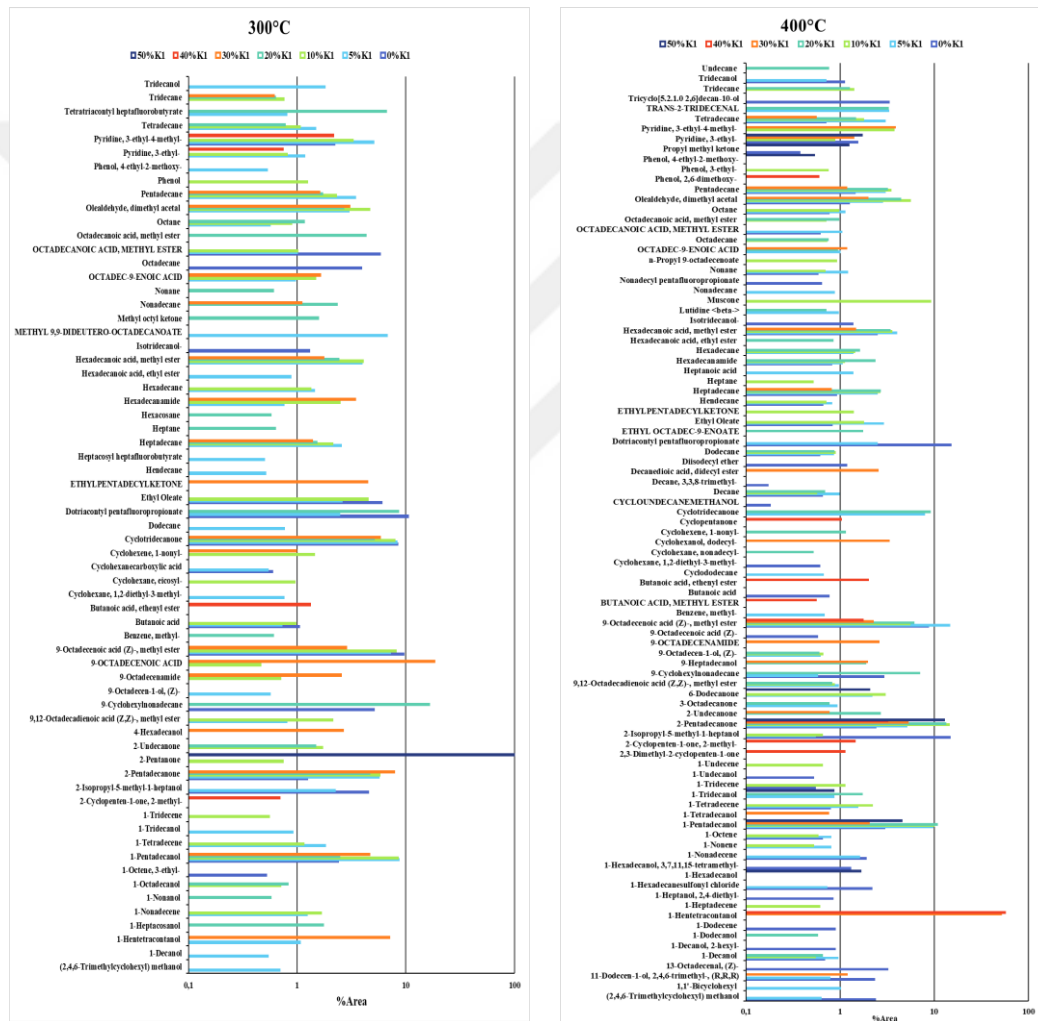 300°C
50%K1 40%K1 30%K1 20%K1 10%K1 5%K1 0%K1
Tridecanol
Tridecane
Tetratriacontyl heptafluorobutyrate
Tetradecane
Pyridine, 3-ethyl-4-methyl-
Pyridine, 3-ethyl-
Phenol, 4-ethyl-2-methoxy-
Phenol
Pentadecane
Olealdehyde, dimethyl acetal
Octane
Octadecanoic acid, methyl ester
OCTADECANOIC ACID, METHYL ESTER
Octadecane
OCTADEC-9-ENOIC ACID
Nonane
Nonadecane
Methyl octyl ketone
METHYL 9,9-DIDEUTERO-OCTADECANOATE
Isotridecanol-
Hexadecanoic acid, methyl ester
Hexadecanoic acid, ethyl ester
Hexadecane
Hexadecanamide
Hexacosane
Heptane
Heptadecane
Heptacosyl heptafluorobutyrate
Hendecane
ETHYLPENTADECYLKETONE
Ethyl Oleate
Dotriacontyl pentafluoropropionate
Dodecane
Cyclotridecanone
Cyclohexene, 1-nonyl-
Cyclohexanecarboxylic acid
Cyclohexane, eicosyl-
Cyclohexane, 1,2-diethyl-3-methyl-
Butanoic acid, ethenyl ester
Butanoic acid
Benzene, methyl-
9-Octadecenoic acid (Z)-, methyl ester
9-OCTADECENOIC ACID
9-Octadecenamide
9-Octadecen-1-ol, (Z)-
9-Cyclohexylnonadecane
9,12-Octadecadienoic acid (Z,Z)-, methyl ester
4-Hexadecanol
2-Undecanone
2-Pentanone
2-Pentadecanone
2-Isopropyl-5-methyl-1-heptanol
2-Cyclopenten-1-one, 2-methyl-
1-Tridecene
1-Tridecanol
1-Tetradecene
1-Pentadecanol
1-Octene, 3-ethyl-
1-Octadecanol
1-Nonanol
1-Nonadecene
1-Heptacosanol
1-Hentetracontanol
1-Decanol
(2,4,6-Trimethylcyclohexyl) methanol
0,1 1 10 100
%Area
400°C
50%K1 40%K1 30%K1 20%K1 10%K1 5%K1 0%K1
Undecane
Tridecanol
Tridecane
Tricyclo[5.2.1.0 2,6]decan-10-ol
TRANS-2-TRIDECENAL
Tetradecane
Pyridine, 3-ethyl-4-methyl-
Pyridine, 3-ethyl-
Propyl methyl ketone
Phenol, 4-ethyl-2-methoxy-
Phenol, 3-ethyl-
Phenol, 2,6-dimethoxy-
Pentadecane
Olealdehyde, dimethyl acetal
Octane
Octadecanoic acid, methyl ester
OCTADECANOIC ACID, METHYL ESTER
Octadecane
OCTADEC-9-ENOIC ACID
n-Propyl 9-octadecenoate
Nonane
Nonadecyl pentafluoropropionate
Nonadecane
Muscone
Lutidine <beta->
Isotridecanol-
Hexadecanoic acid, methyl ester
Hexadecanoic acid, ethyl ester
Hexadecane
Hexadecanamide
Heptanoic acid
Heptane
Heptadecane
Hendecane
ETHYLPENTADECYLKETONE
Ethyl Oleate
ETHYL OCTADEC-9-ENOATE
Dotriacontyl pentafluoropropionate
Dodecane
Diisodecyl ether
Decanedioic acid, didecyl ester
Decane, 3,3,8-trimethyl-
Decane
CYCLOUNDECANEMETHANOL
Cyclotridecanone
Cyclopentanone
Cyclohexene, 1-nonyl-
Cyclohexanol, dodecyl-
Cyclohexane, nonadecyl-
Cyclohexane, 1,2-diethyl-3-methyl-
Cyclododecane
Butanoic acid, ethenyl ester
Butanoic acid
BUTANOIC ACID, METHYL ESTER
Benzene, methyl-
9-Octadecenoic acid (Z)-, methyl ester
9-Octadecenoic acid (Z)-
9-OCTADECENAMIDE
9-Octadecen-1-ol, (Z)-
9-Heptadecanol
9-Cyclohexylnonadecane
9,12-Octadecadienoic acid (Z,Z)-, methyl ester
6-Dodecanone
3-Octadecanone
2-Undecanone
2-Pentadecanone
2-Isopropyl-5-methyl-1-heptanol
2-Cyclopenten-1-one, 2-methyl-
2,3-Dimethyl-2-cyclopenten-1-one
1-Undecene
1-Undecanol
1-Tridecene
1-Tridecanol
1-Tetradecene
1-Tetradecanol
1-Pentadecanol
1-Octene
1-Nonene
1-Nonadecene
1-Hexadecanol, 3,7,11,15-tetramethyl-
1-Hexadecanol
1-Hexadecanesulfonyl chloride
1-Heptanol, 2,4-diethyl-
1-Heptadecene
1-Hentetracontanol
1-Dodecene
1-Dodecanol
1-Decanol, 2-hexyl-
1-Decanol
13-Octadecenal, (Z)-
11-Dodecen-1-ol, 2,4,6-trimethyl-, (R,R,R)
1,1'-Bicyclohexyl
(2,4,6-Trimethylcyclohexyl) methanol
0,1 1 10 100
%Area